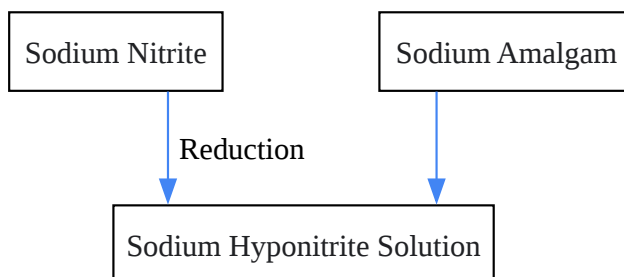 Sodium Nitrite
Sodium Amalgam
Reduction
Sodium Hyponitrite Solution